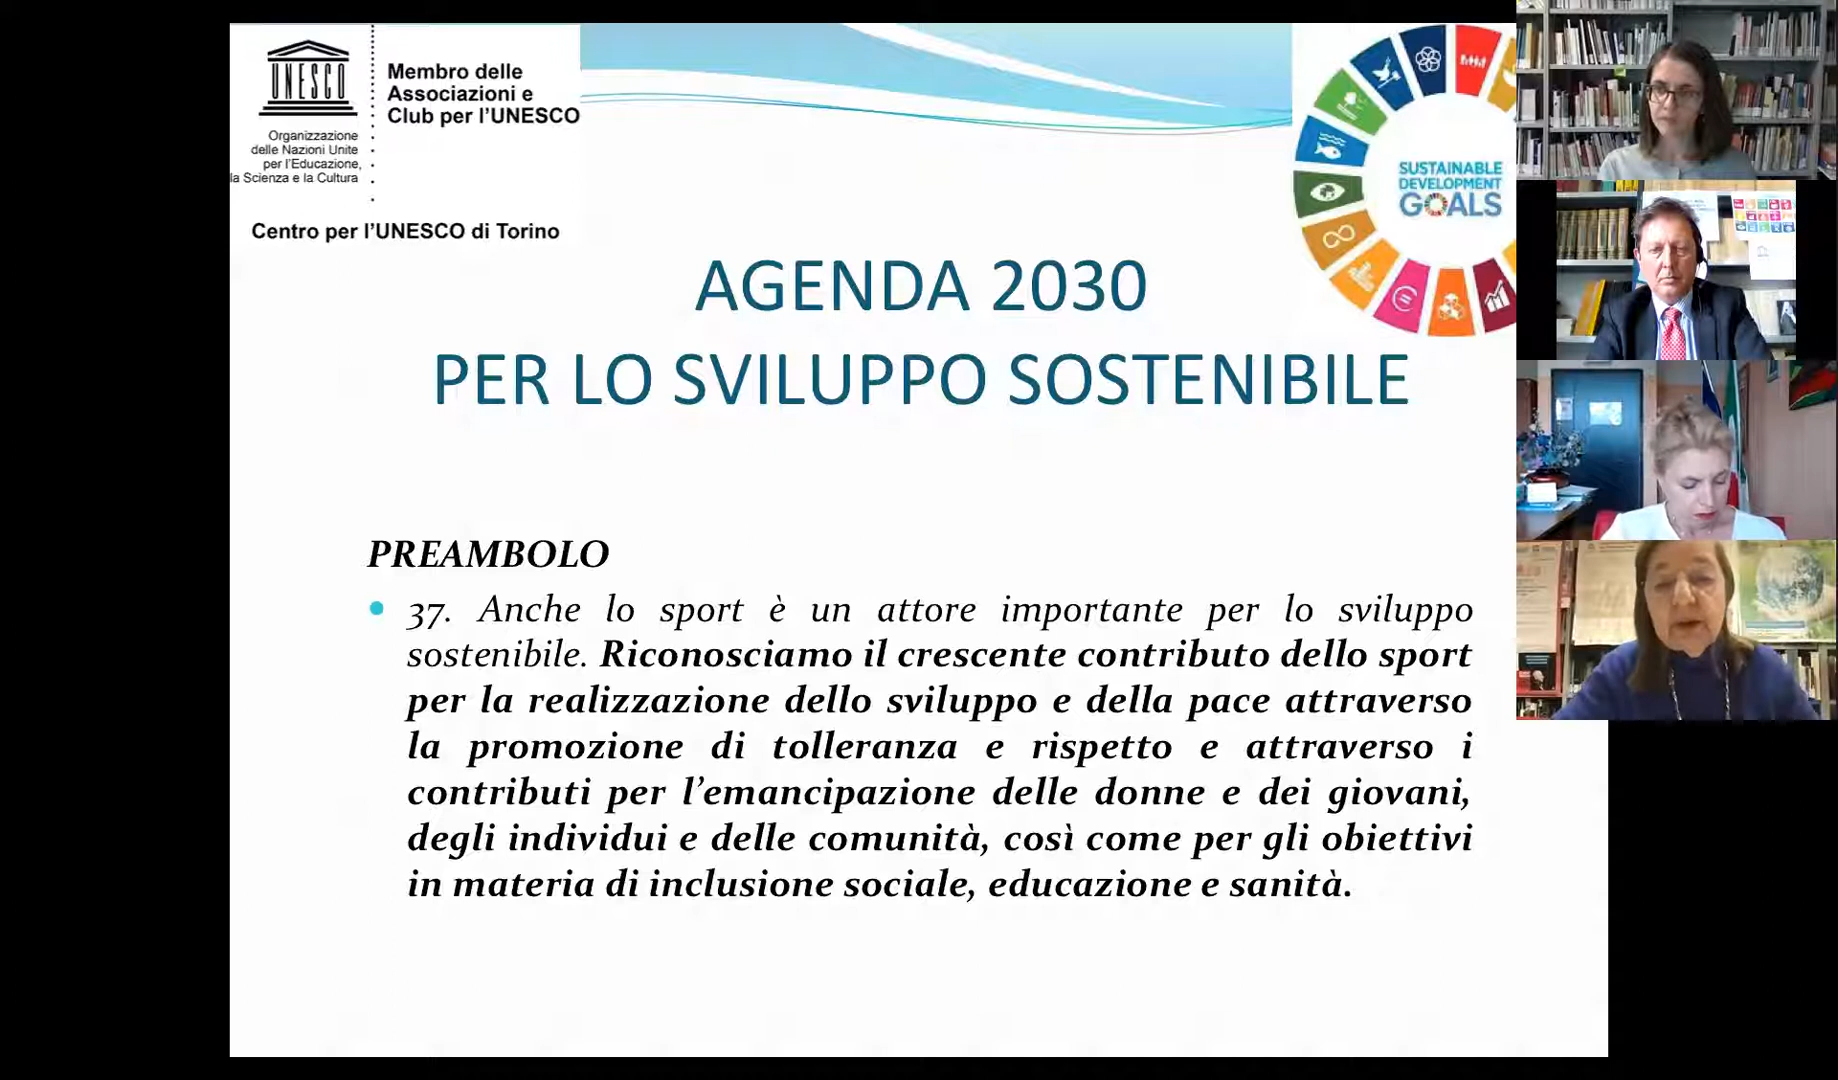 UNESCO
Membro delle
Associazioni e
Club per l'UNESCO
Organizzazione
delle Nazioni Unite
per l'Educazione,
la Scienza e la Cultura
Centro per l'UNESCO di Torino
SUSTAINABLE
DEVELOPMENT
GOALS
AGENDA 2030
PER LO SVILUPPO SOSTENIBILE
PREAMBOLO
37. Anche lo sport è un attore importante per lo sviluppo
sostenibile. Riconosciamo il crescente contributo dello sport
per la realizzazione dello sviluppo e della pace attraverso
la promozione di tolleranza e rispetto e attraverso i
contributi per l'emancipazione delle donne e dei giovani,
degli individui e delle comunità, così come per gli obiettivi
in materia di inclusione sociale, educazione e sanità.